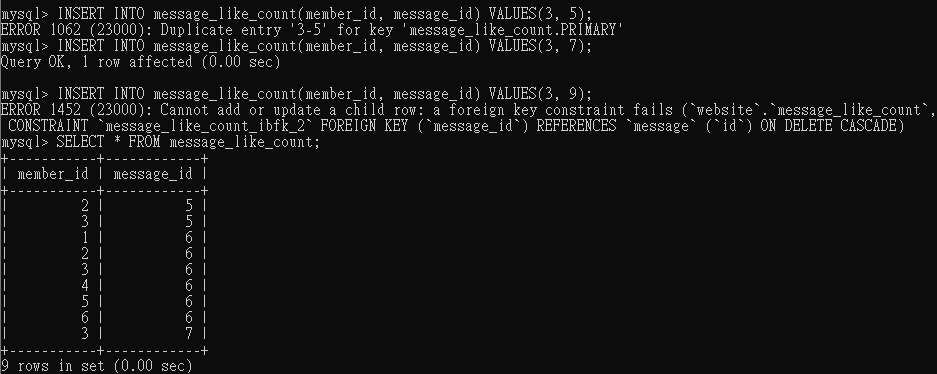 mysql> INSERT INTO message_like_count(member_id, message_id) VALUES(3, 5);
ERROR 1062 (23000): Duplicate entry '3-5' for key 'message_like_count.PRIMARY'
mysql> INSERT INTO message_like_count(member_id, message_id) VALUES(3, 7);
Query OK, 1 row affected (0.00 sec)

mysql> INSERT INTO message_like_count(member_id, message_id) VALUES(3, 9);
ERROR 1452 (23000): Cannot add or update a child row: a foreign key constraint fails (`website`.`message_like_count`,
 CONSTRAINT `message_like_count_ibfk_2` FOREIGN KEY (`message_id`) REFERENCES `message` (`id`) ON DELETE CASCADE)
mysql> SELECT * FROM message_like_count;
+-----------+------------+
| member_id | message_id |
+-----------+------------+
|         2 |          5 |
|         3 |          5 |
|         1 |          6 |
|         2 |          6 |
|         3 |          6 |
|         4 |          6 |
|         5 |          6 |
|         6 |          6 |
|         3 |          7 |
+-----------+------------+
9 rows in set (0.00 sec)